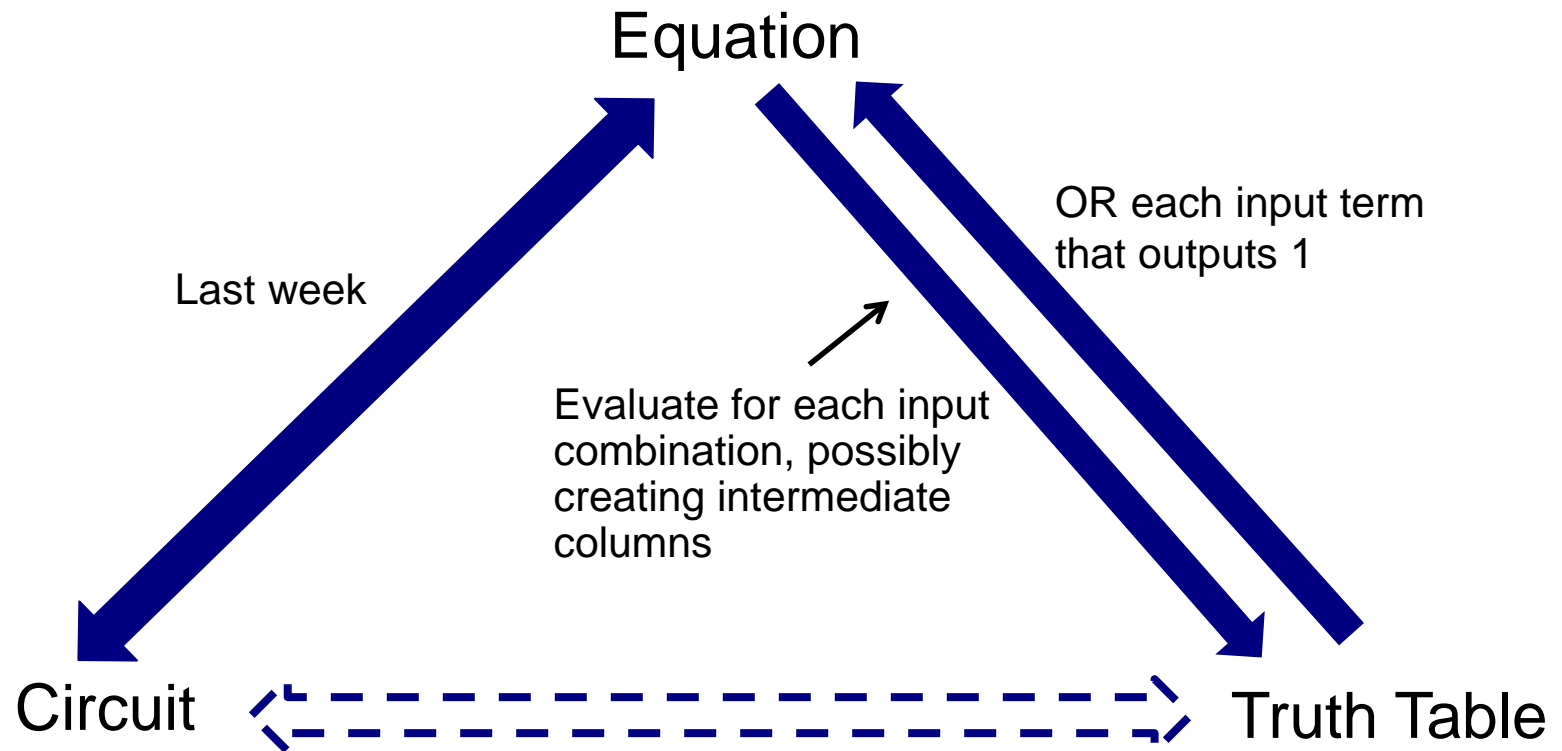 Equation
OR each input term
that outputs 1
Last week
Evaluate for each input
combination, possibly
creating intermediate
columns
Circuit
Truth Table